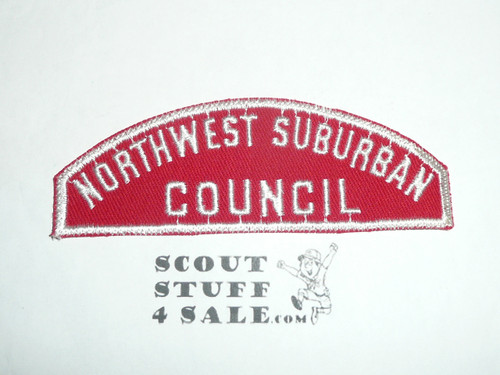 NORTHWEST SUBURBAN
COUNCIL
SCOUT
STUFF
4 SALE.COM